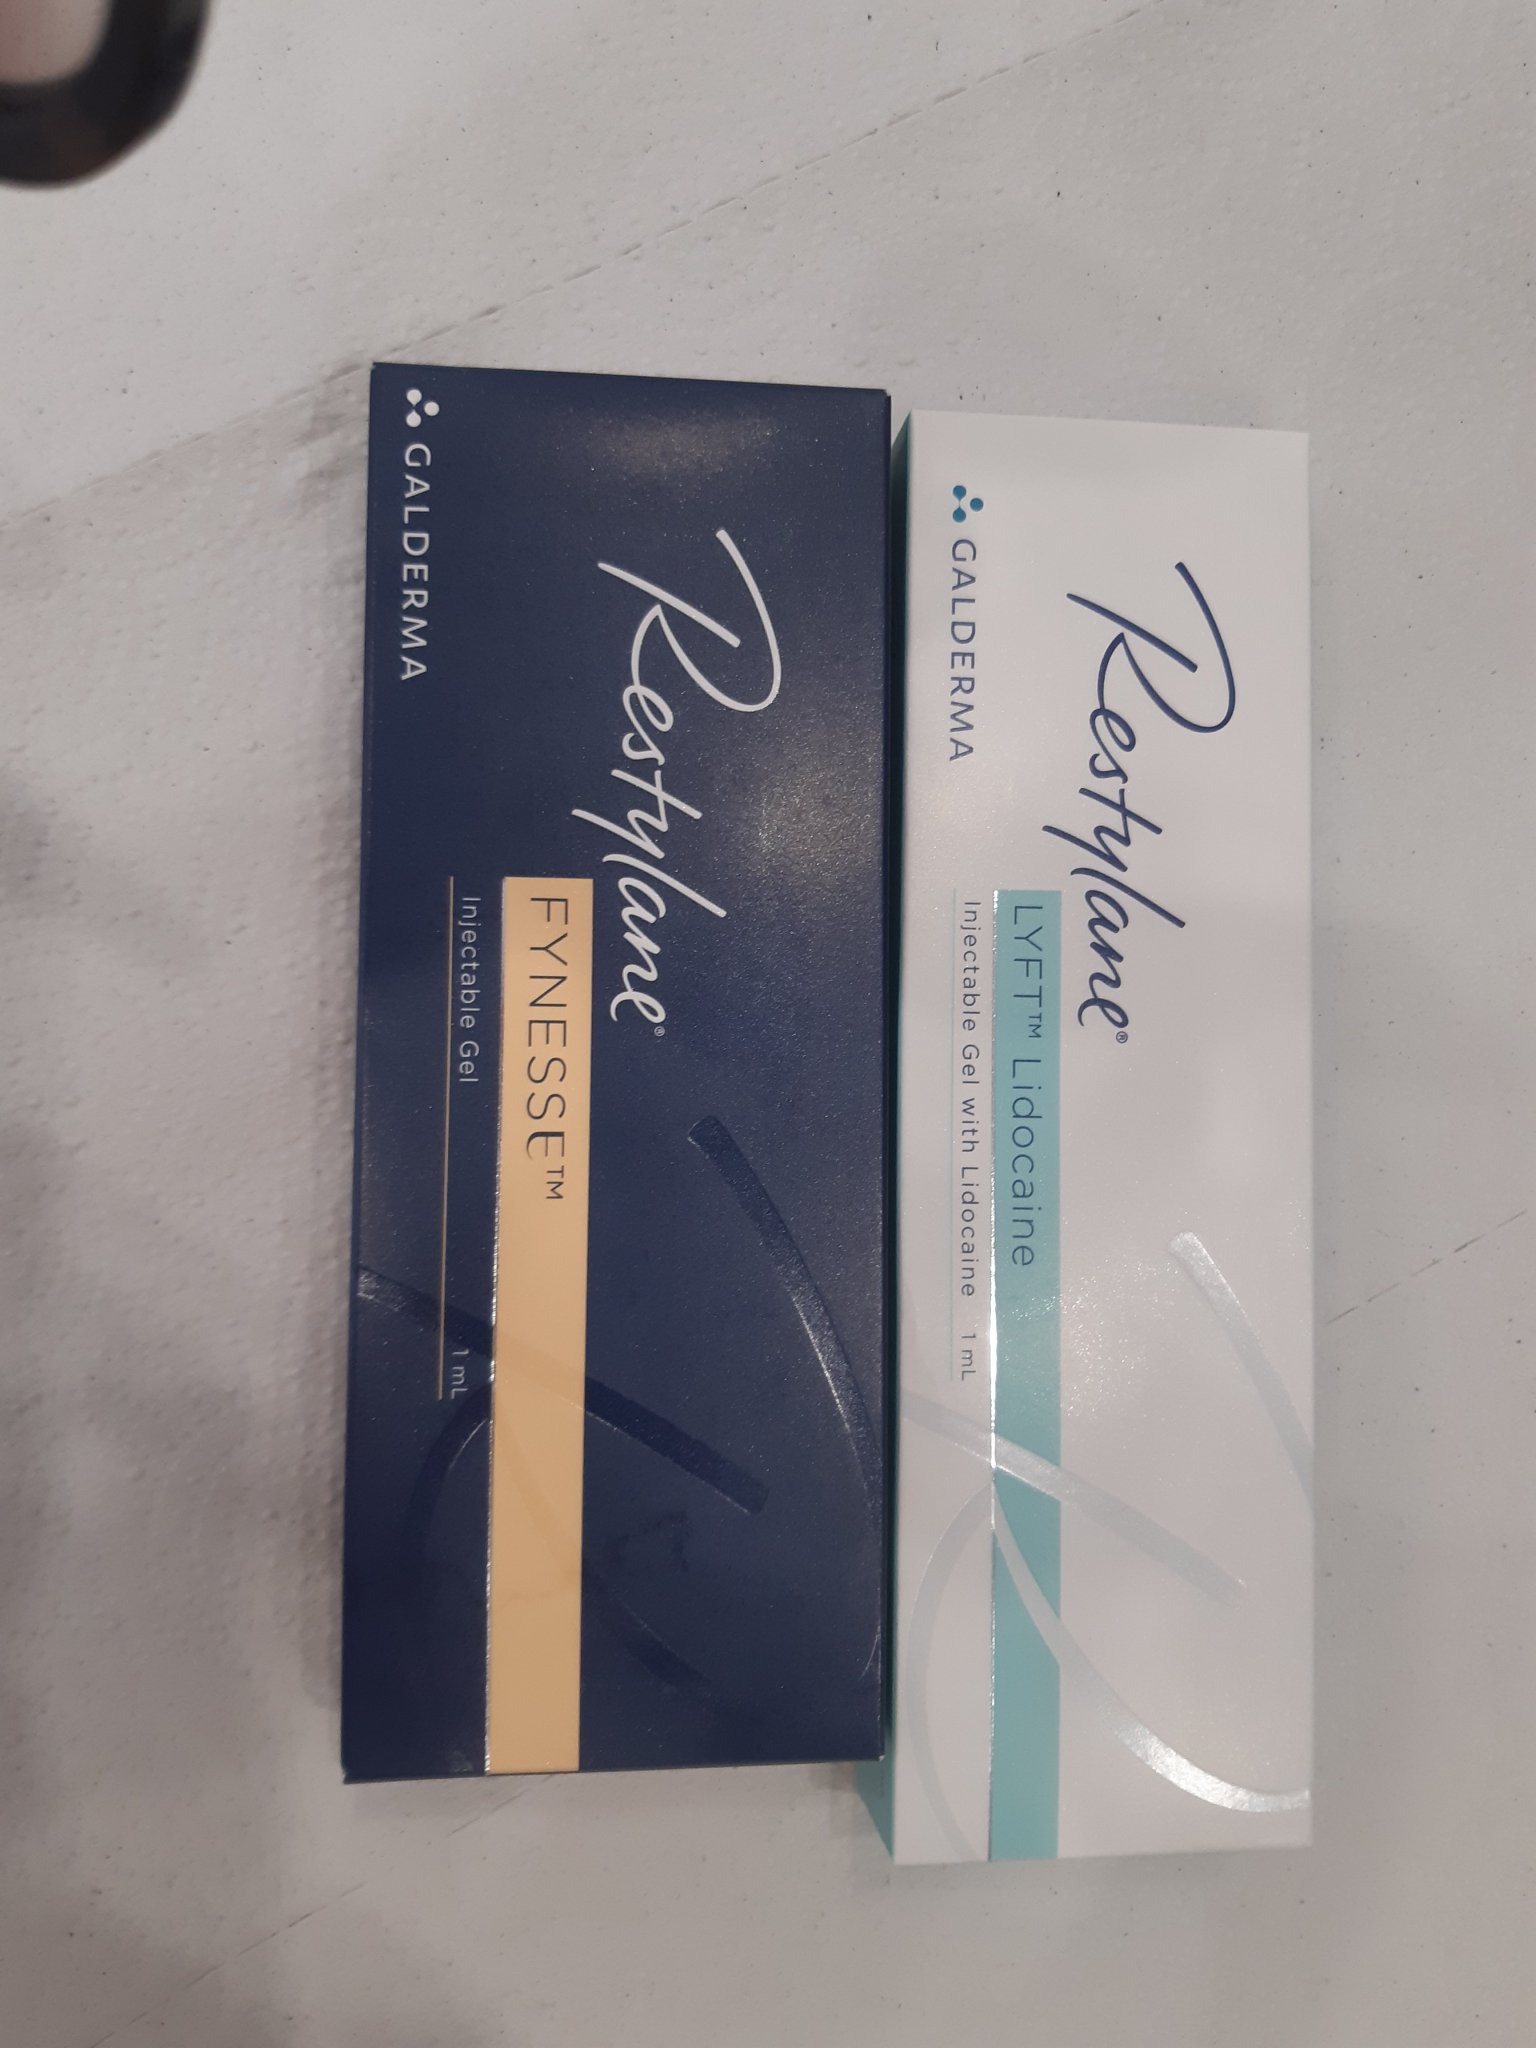 Restylane®
LYFT™ Lidocaine
Injectable Gel with Lidocaine 1 mL
GALDERMA
Restylane®
FYNESSE™
Injectable Gel 1 mL
GALDERMA